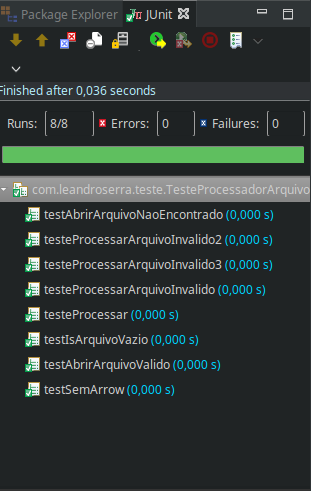 Package Explorer JUnit
Finished after 0,036 seconds
Runs: 8/8 Errors: 0 Failures: 0
com.leandroserra.teste.TesteProcessadorArquivo
testAbrirArquivoNaoEncontrado (0,000 s)
testeProcessarArquivoInvalido2 (0,000 s)
testeProcessarArquivoInvalido3 (0,000 s)
testeProcessarArquivoInvalido (0,000 s)
testeProcessar (0,000 s)
testIsArquivoVazio (0,000 s)
testAbrirArquivoValido (0,000 s)
testSemArrow (0,000 s)